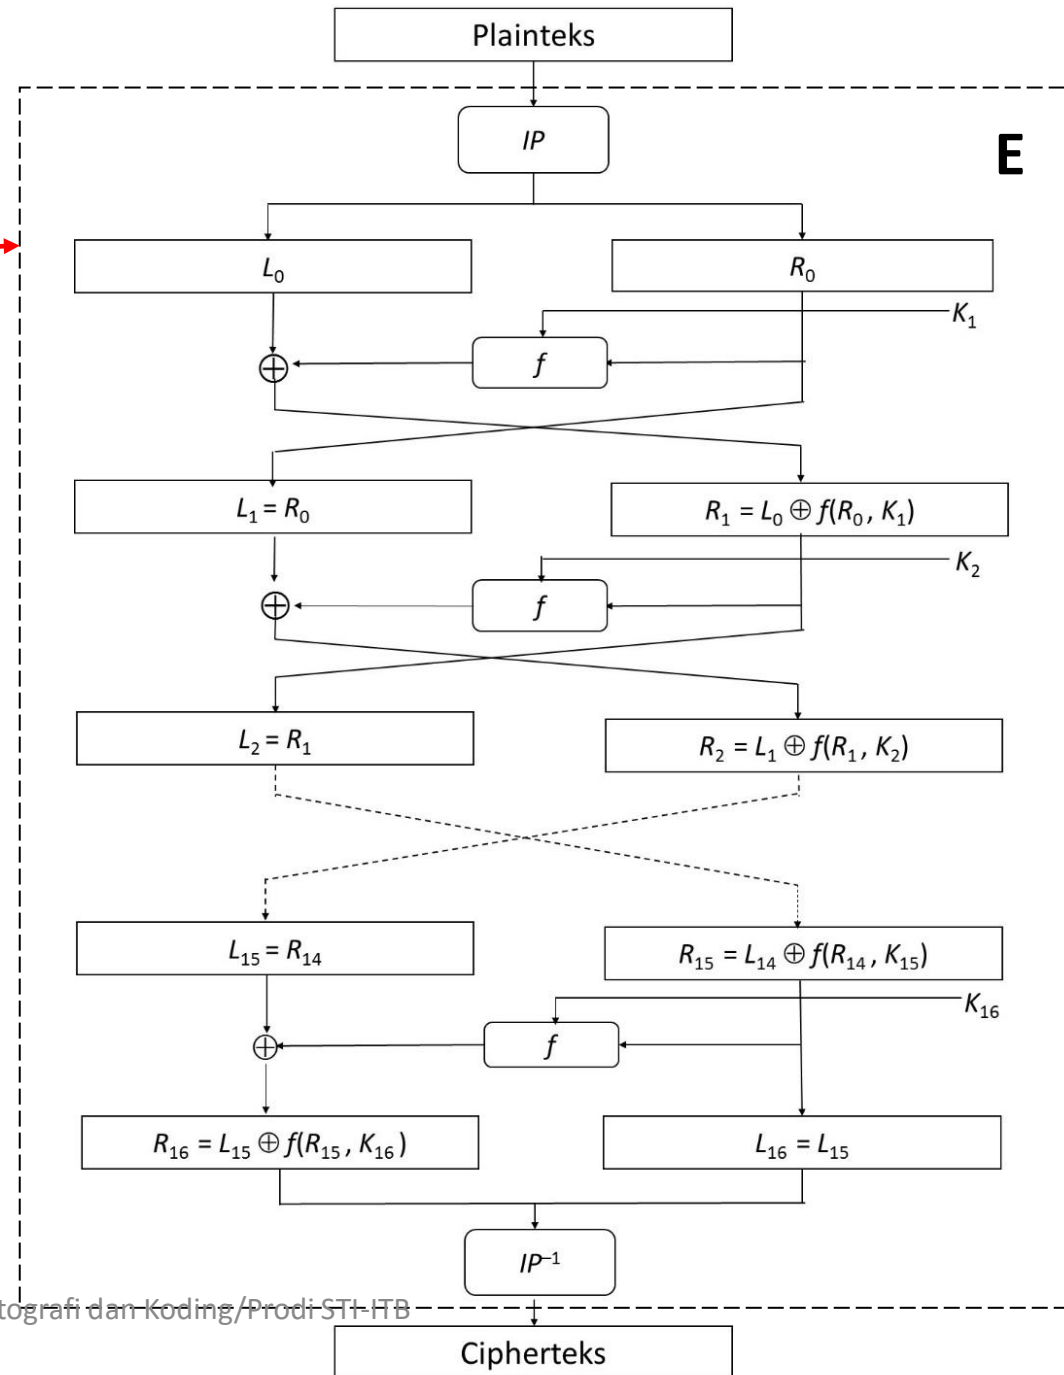 Plainteks
IP
E
L₀
R₀
K₁
f
L₁ = R₀
R₁ = L₀ ⊕ f(R₀, K₁)
K₂
f
L₂ = R₁
R₂ = L₁ ⊕ f(R₁, K₂)
L₁₅ = R₁₄
R₁₅ = L₁₄ ⊕ f(R₁₄, K₁₅)
K₁₆
f
R₁₆ = L₁₅ ⊕ f(R₁₅, K₁₆)
L₁₆ = L₁₅
IP⁻¹
tografi dan Koding/Prodi STI-ITB
Cipherteks